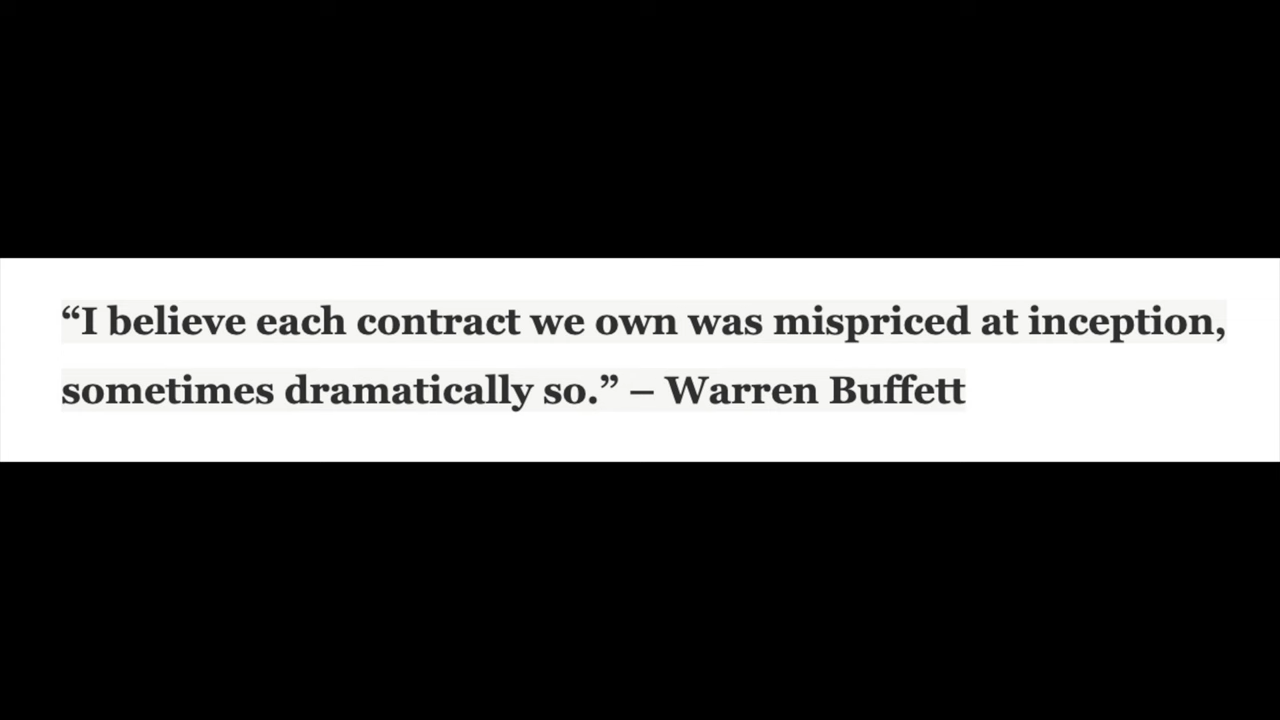 “I believe each contract we own was mispriced at inception,
sometimes dramatically so.” – Warren Buffett